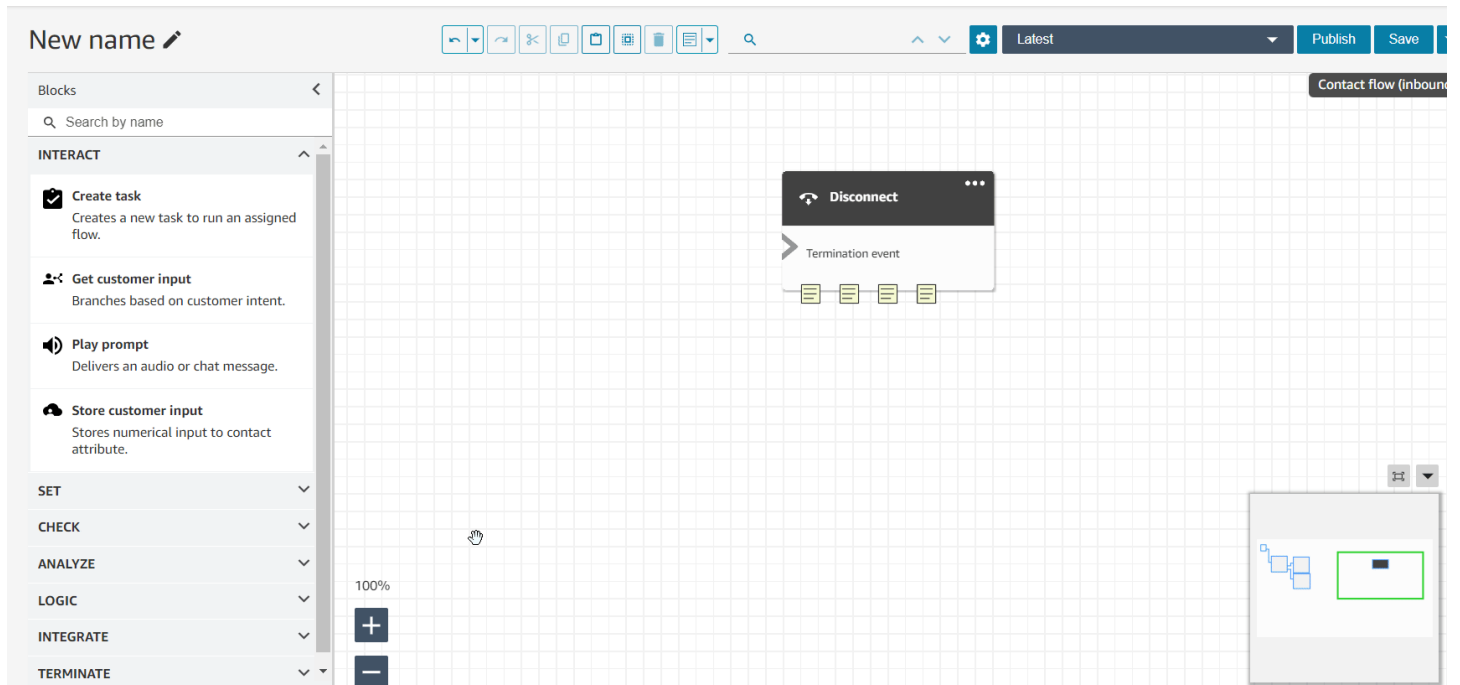 New name
Latest
Publish
Save
Contact flow (inbound
Blocks
Search by name
INTERACT
Create task
Creates a new task to run an assigned
flow.
Get customer input
Branches based on customer intent.
Play prompt
Delivers an audio or chat message.
Store customer input
Stores numerical input to contact
attribute.
SET
CHECK
ANALYZE
LOGIC
INTEGRATE
TERMINATE
Disconnect
Termination event
100%